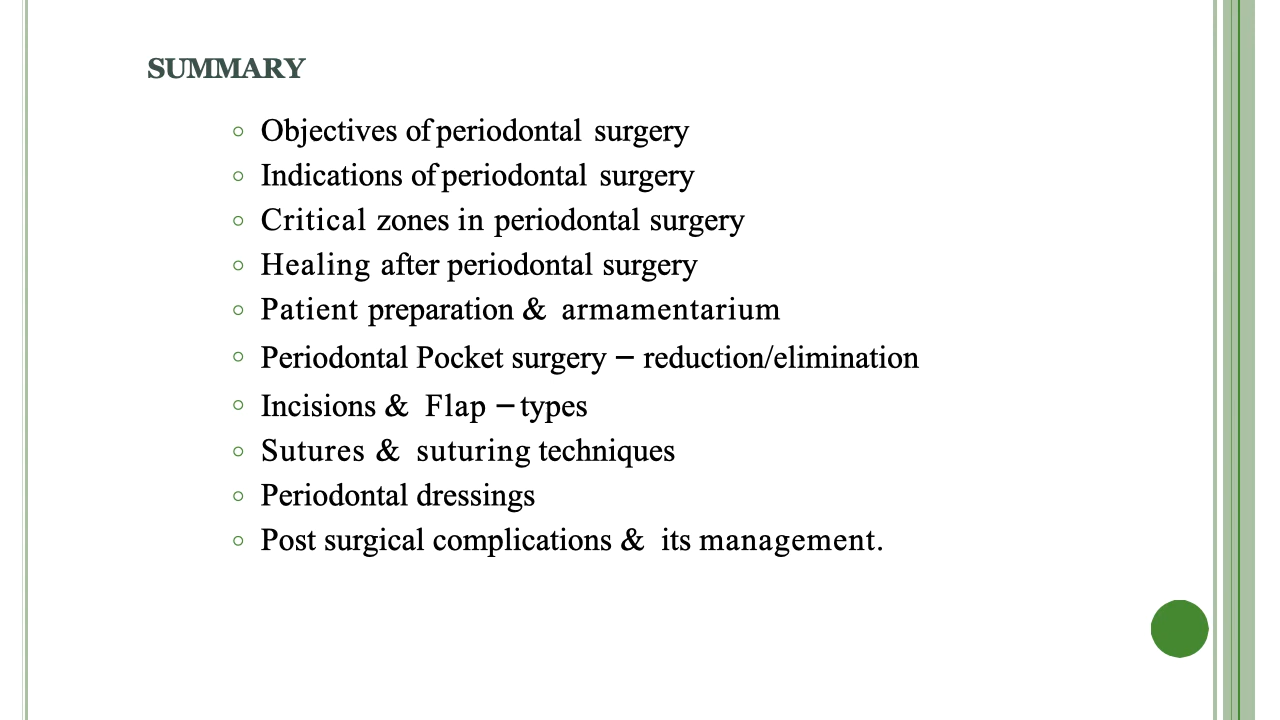 SUMMARY
Objectives of periodontal surgery
Indications of periodontal surgery
Critical zones in periodontal surgery
Healing after periodontal surgery
Patient preparation & armamentarium
Periodontal Pocket surgery – reduction/elimination
Incisions & Flap – types
Sutures & suturing techniques
Periodontal dressings
Post surgical complications & its management.